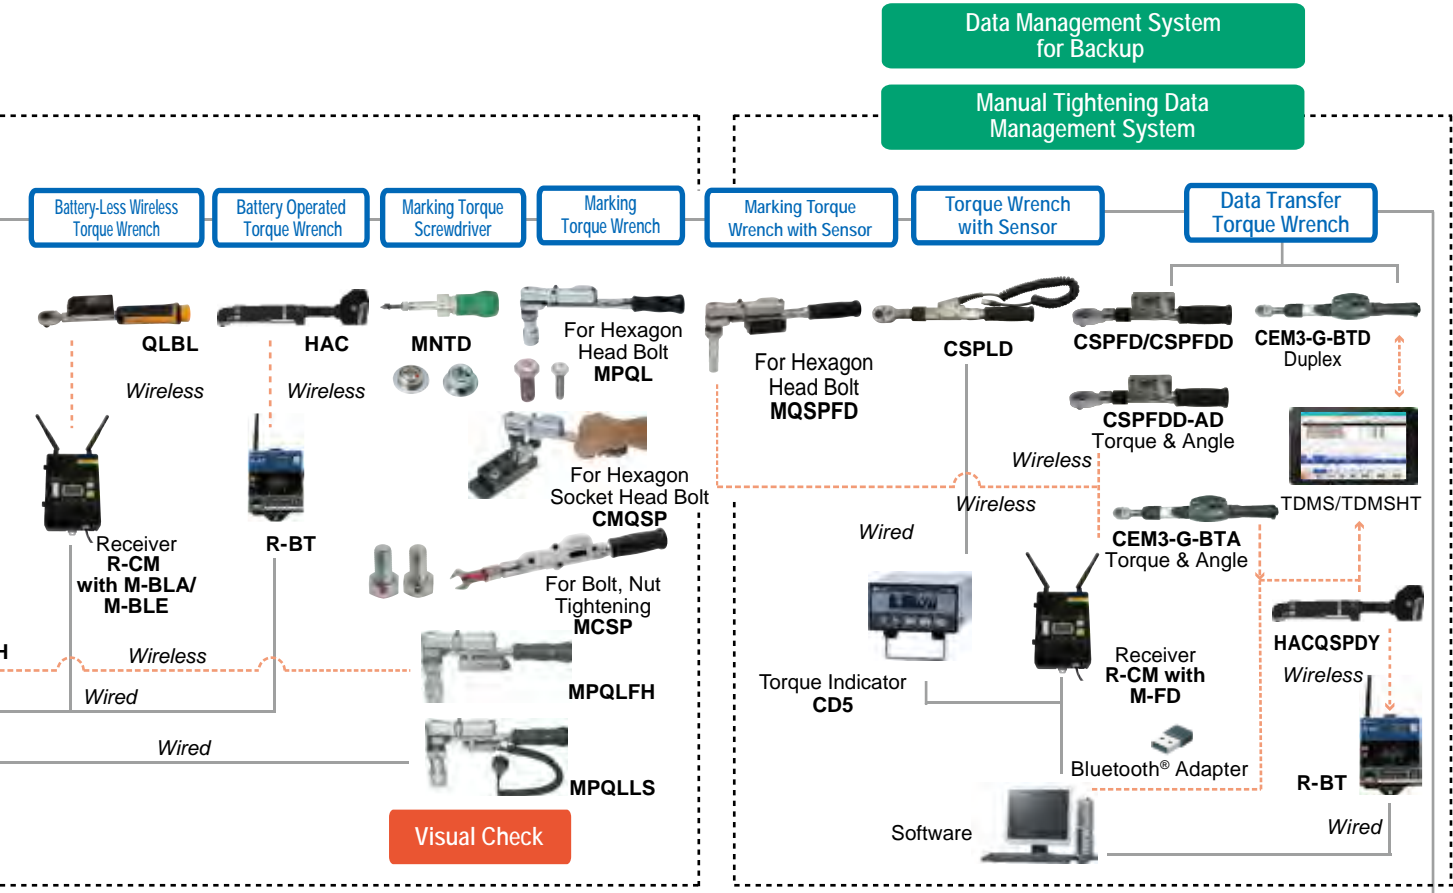 Data Management System
for Backup
Manual Tightening Data
Management System
Battery-Less Wireless
Torque Wrench
Battery Operated
Torque Wrench
Marking Torque
Screwdriver
Marking
Torque Wrench
Marking Torque
Wrench with Sensor
Torque Wrench
with Sensor
Data Transfer
Torque Wrench
QLBL
HAC
MNTD
For Hexagon
Head Bolt
MPQL
For Hexagon
Head Bolt
MQSPFD
CSPLD
CSPFD/CSPFDD
CEM3-G-BTD
Duplex
Wireless
Wireless
CSPFDD-AD
Torque & Angle
Wireless
Wireless
For Hexagon
Socket Head Bolt
CMQSP
TDMS/TDMSHT
Wired
CEM3-G-BTA
Torque & Angle
Receiver
R-CM
with M-BLA/
M-BLE
R-BT
For Bolt, Nut
Tightening
MCSP
HACQSPDY
H
Wireless
Wireless
Receiver
R-CM with
M-FD
Torque Indicator
CD5
MPQLFH
Wired
Wired
MPQLLS
Bluetooth® Adapter
R-BT
Wired
Software
Visual Check